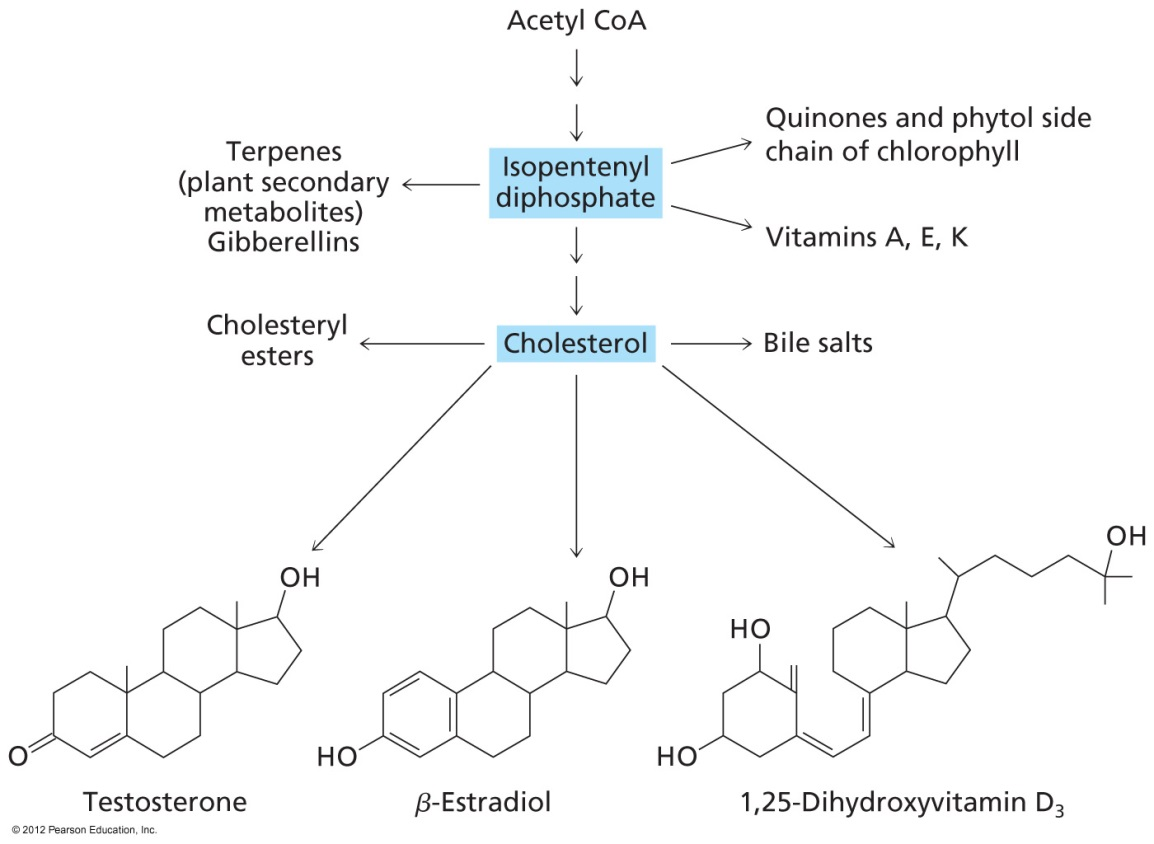 Acetyl CoA
Quinones and phytol side
chain of chlorophyll
Terpenes
(plant secondary
metabolites)
Gibberellins
Isopentenyl
diphosphate
Vitamins A, E, K
Cholesteryl
esters
Cholesterol
Bile salts
OH
O
Testosterone
OH
HO
β-Estradiol
OH
HO
HO
1,25-Dihydroxyvitamin D₃
© 2012 Pearson Education, Inc.